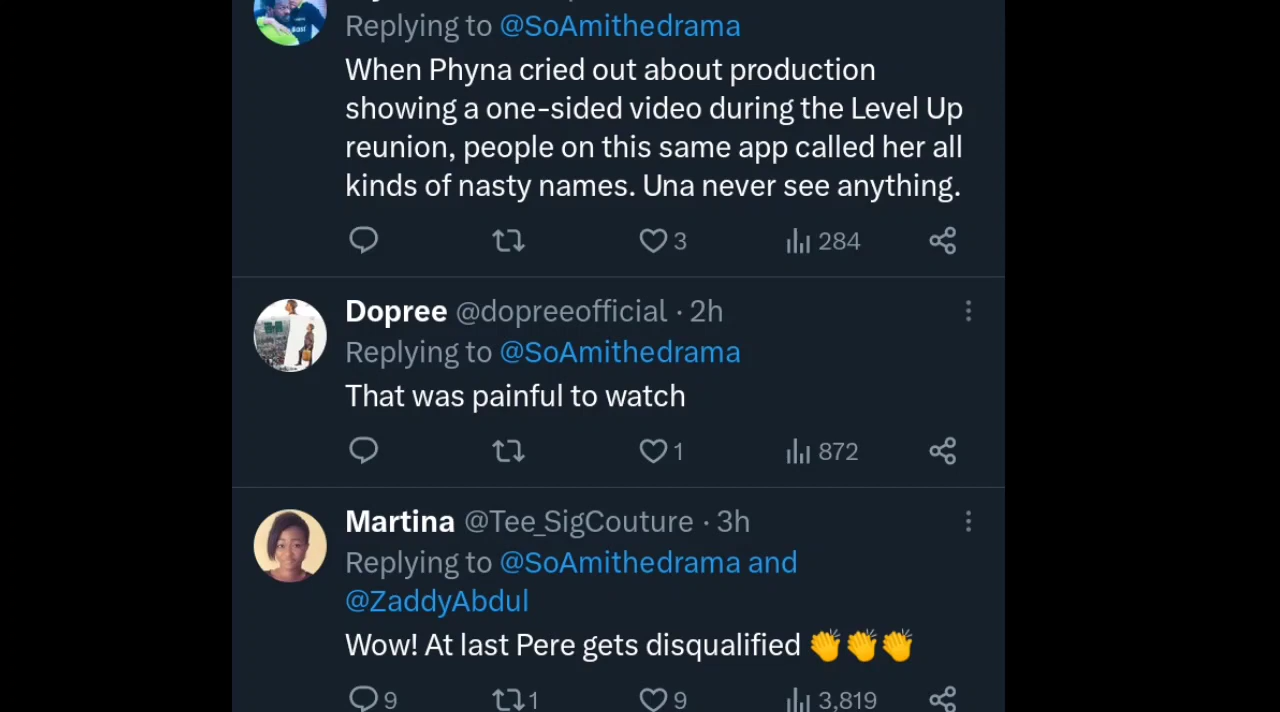 Replying to @SoAmithedrama
When Phyna cried out about production
showing a one-sided video during the Level Up
reunion, people on this same app called her all
kinds of nasty names. Una never see anything.
3 284
Dopree @dopreeofficial · 2h
Replying to @SoAmithedrama
That was painful to watch
1 872
Martina @Tee_SigCouture · 3h
Replying to @SoAmithedrama and
@ZaddyAbdul
Wow! At last Pere gets disqualified 👏👏👏
9 1 9 3,819